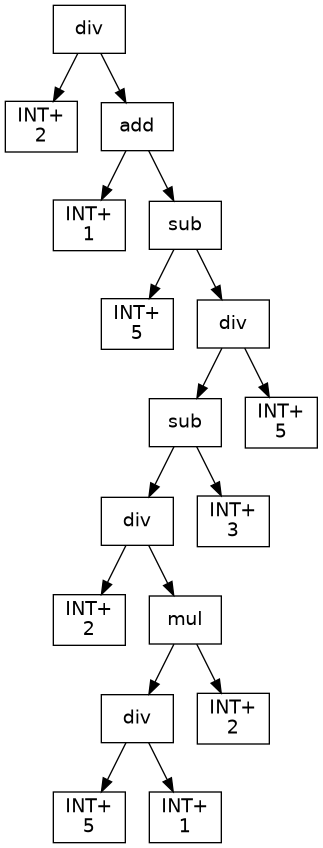 div
INT+
2
add
INT+
1
sub
INT+
5
div
sub
INT+
5
div
INT+
3
INT+
2
mul
div
INT+
2
INT+
5
INT+
1